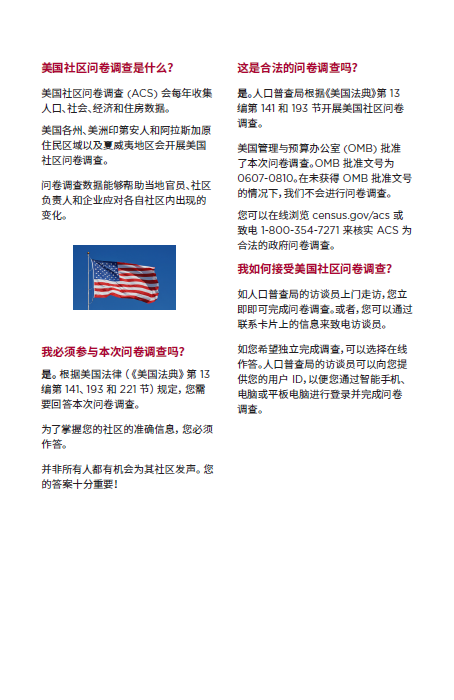 美国社区问卷调查是什么？
美国社区问卷调查 (ACS) 会每年收集
人口、社会、经济和住房数据。
美国各州、美洲印第安人和阿拉斯加原
住民区域以及夏威夷地区会开展美国
社区问卷调查。
问卷调查数据能够帮助当地官员、社区
负责人和企业应对各自社区内出现的
变化。
我必须参与本次问卷调查吗？
是。根据美国法律（《美国法典》第 13
编第 141、193 和 221 节）规定，您需
要回答本次问卷调查。
为了掌握您的社区的准确信息，您必须
作答。
并非所有人都有机会为其社区发声。您
的答案十分重要！
这是合法的问卷调查吗？
是。人口普查局根据《美国法典》第 13
编第 141 和 193 节开展美国社区问卷
调查。
美国管理与预算办公室 (OMB) 批准
了本次问卷调查。OMB 批准文号为
0607-0810。在未获得 OMB 批准文号
的情况下，我们不会进行问卷调查。
您可以在线浏览 census.gov/acs 或
致电 1-800-354-7271 来核实 ACS 为
合法的政府问卷调查。
我如何接受美国社区问卷调查？
如人口普查局的访谈员上门走访，您立
即即可完成问卷调查。或者，您可以通过
联系卡片上的信息来致电访谈员。
如您希望独立完成调查，可以选择在线
作答。人口普查局的访谈员可以向您提
供您的用户 ID，以便您通过智能手机、
电脑或平板电脑进行登录并完成问卷
调查。